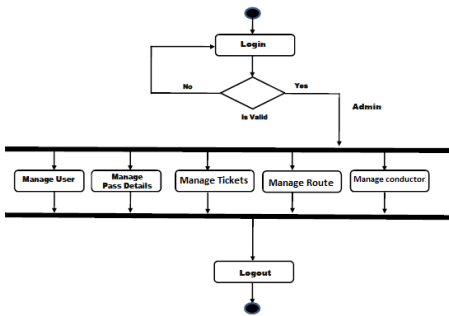 Login
No
Yes
Is Valid
Admin
Manage User
Manage
Pass Details
Manage Tickets
Manage Route
Manage conductor.
Logout